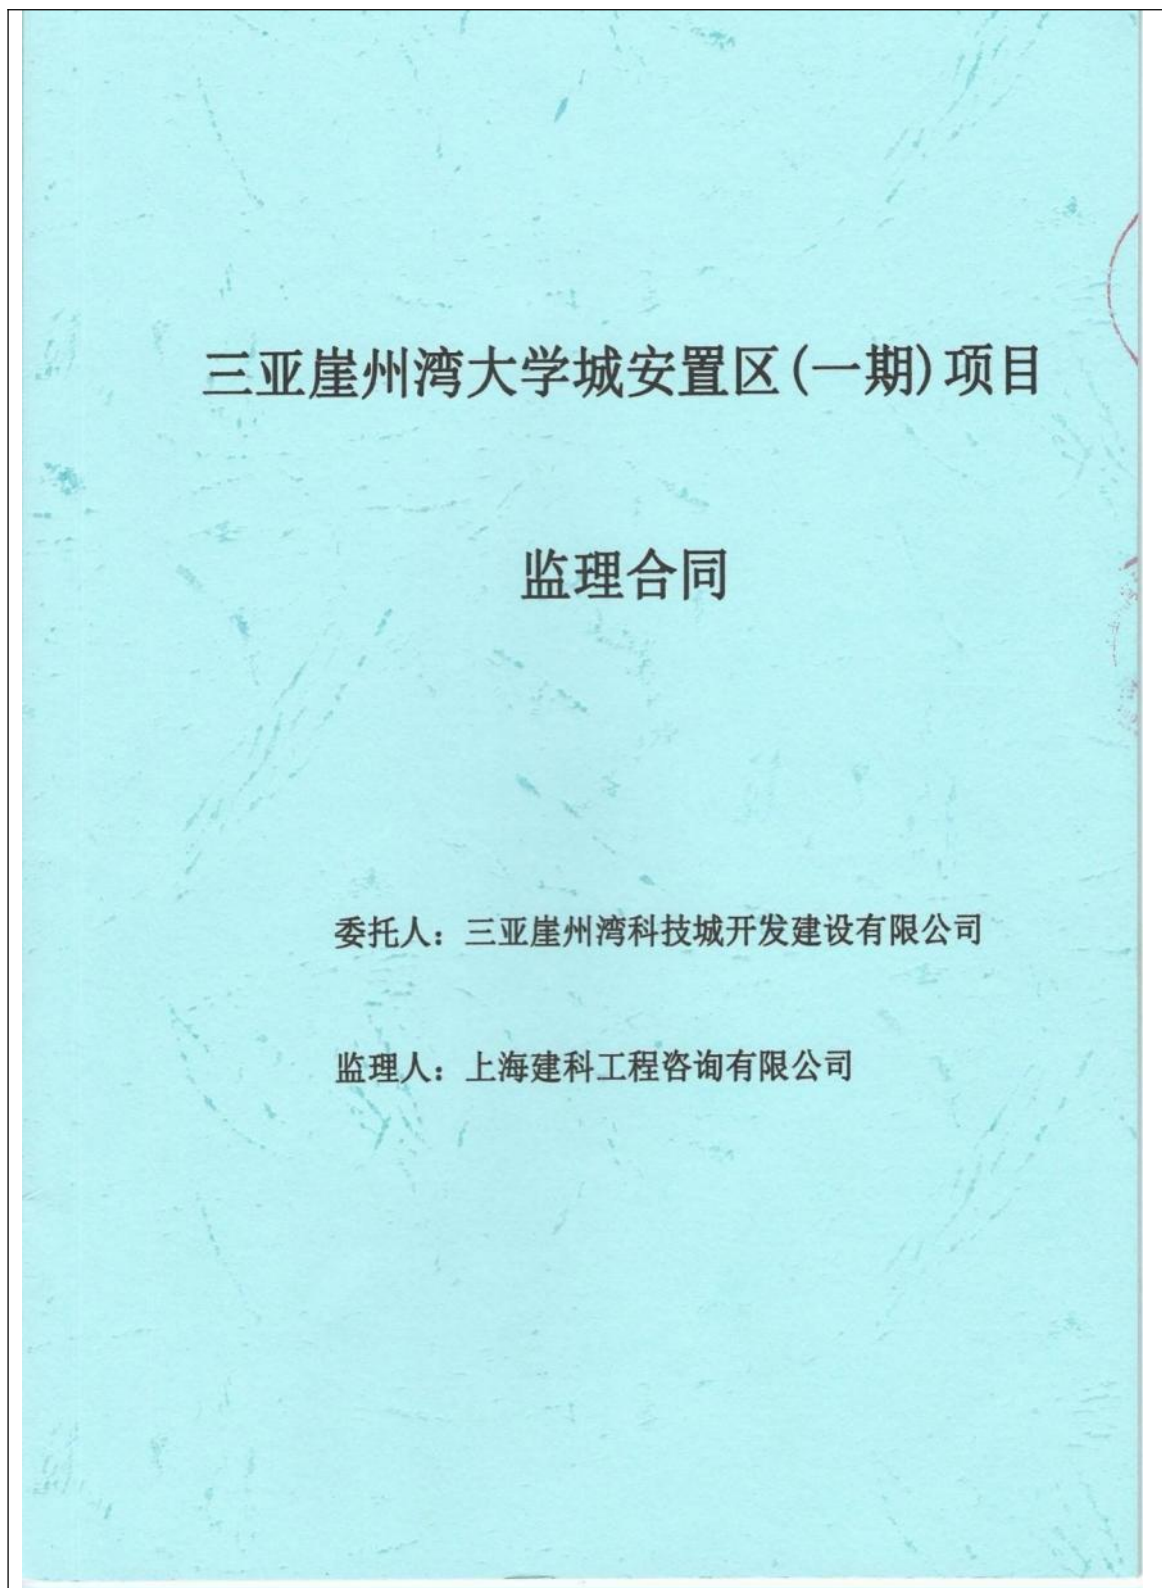 三亚崖州湾大学城安置区(一期)项目
监理合同
委托人：三亚崖州湾科技城开发建设有限公司
监理人：上海建科工程咨询有限公司